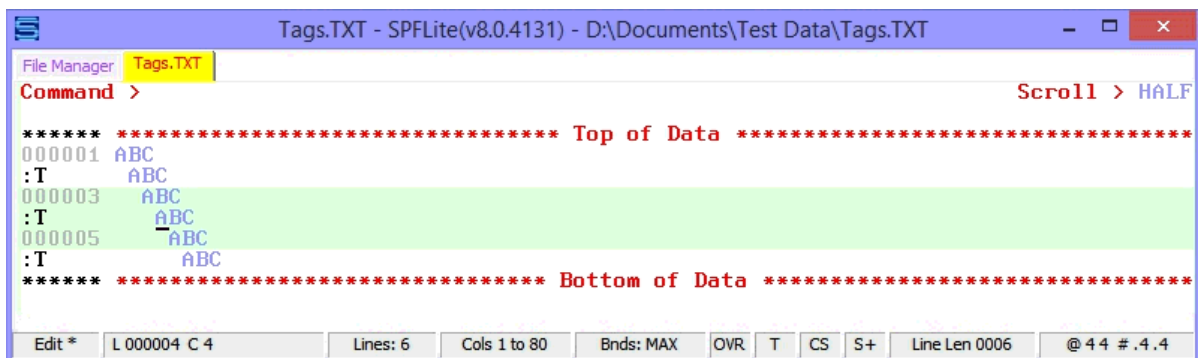 Tags.TXT - SPFLite(v8.0.4131) - D:\Documents\Test Data\Tags.TXT
File Manager Tags.TXT
Command > Scroll > HALF
****** ********************************* Top of Data **********************************
000001 ABC
:T ABC
000003 ABC
:T ABC
000005 ABC
:T ABC
****** ******************************** Bottom of Data ********************************
Edit * L 000004 C 4 Lines: 6 Cols 1 to 80 Bnds: MAX OVR T CS S+ Line Len 0006 @ 4 4 # .4 .4